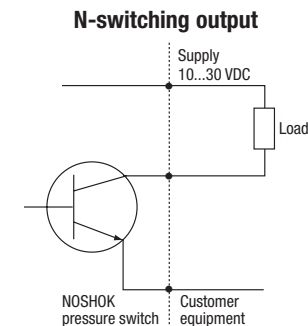 N-switching output
Supply
10...30 VDC
Load
NOSHOK
pressure switch
Customer
equipment